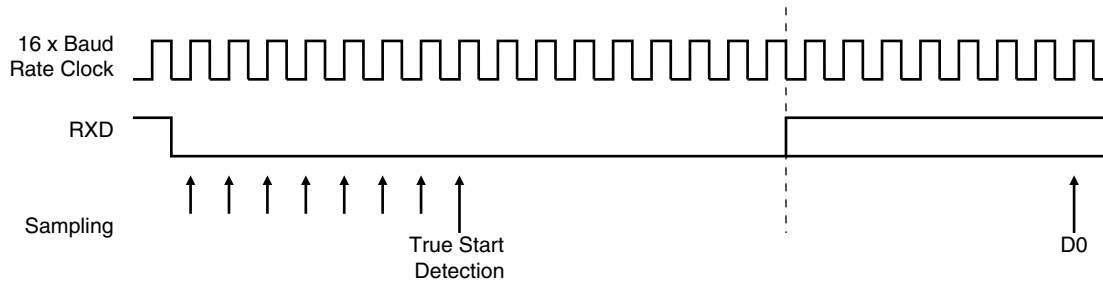 16 x Baud
Rate Clock
RXD
Sampling
True Start
Detection
D0